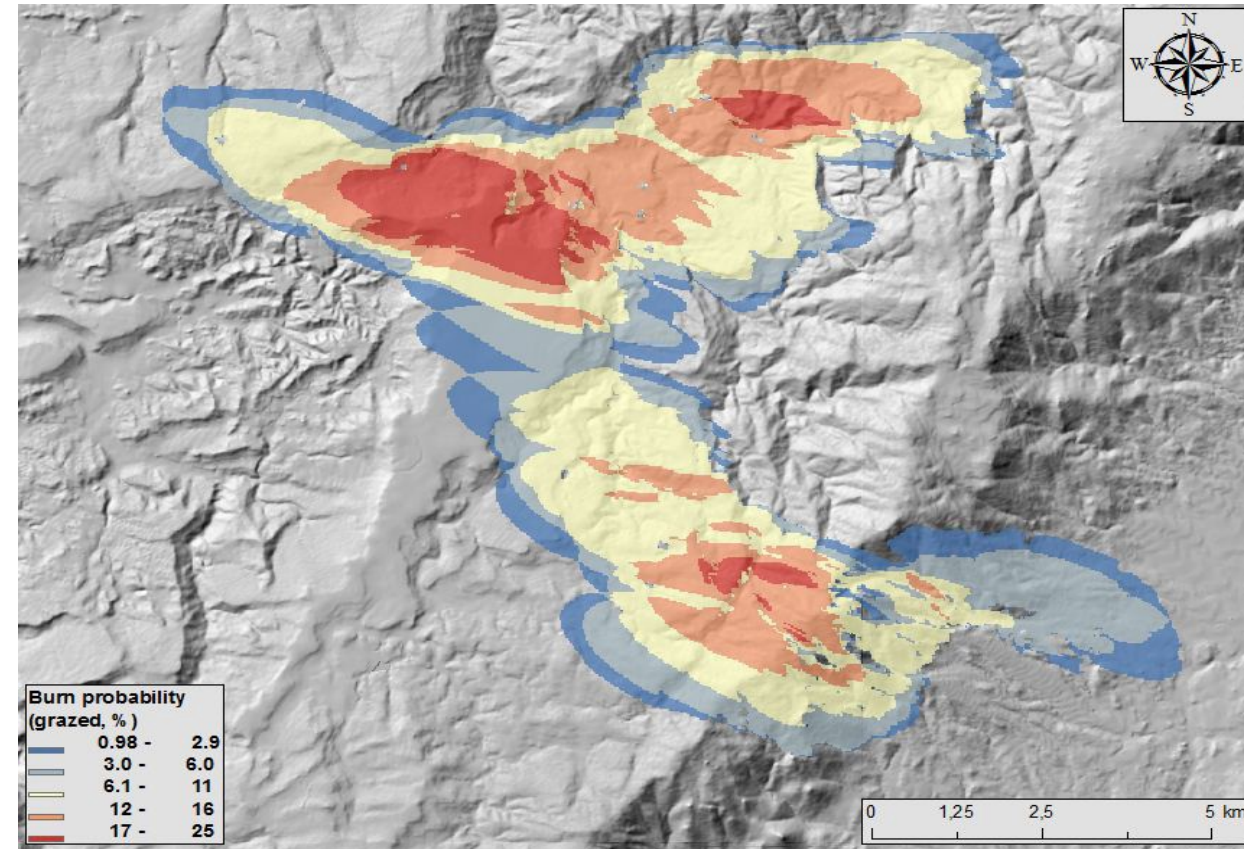 N
W E
S
Burn probability
(grazed, %)
0.98 - 2.9
3.0 - 6.0
6.1 - 11
12 - 16
17 - 25
0 1,25 2,5 5 km